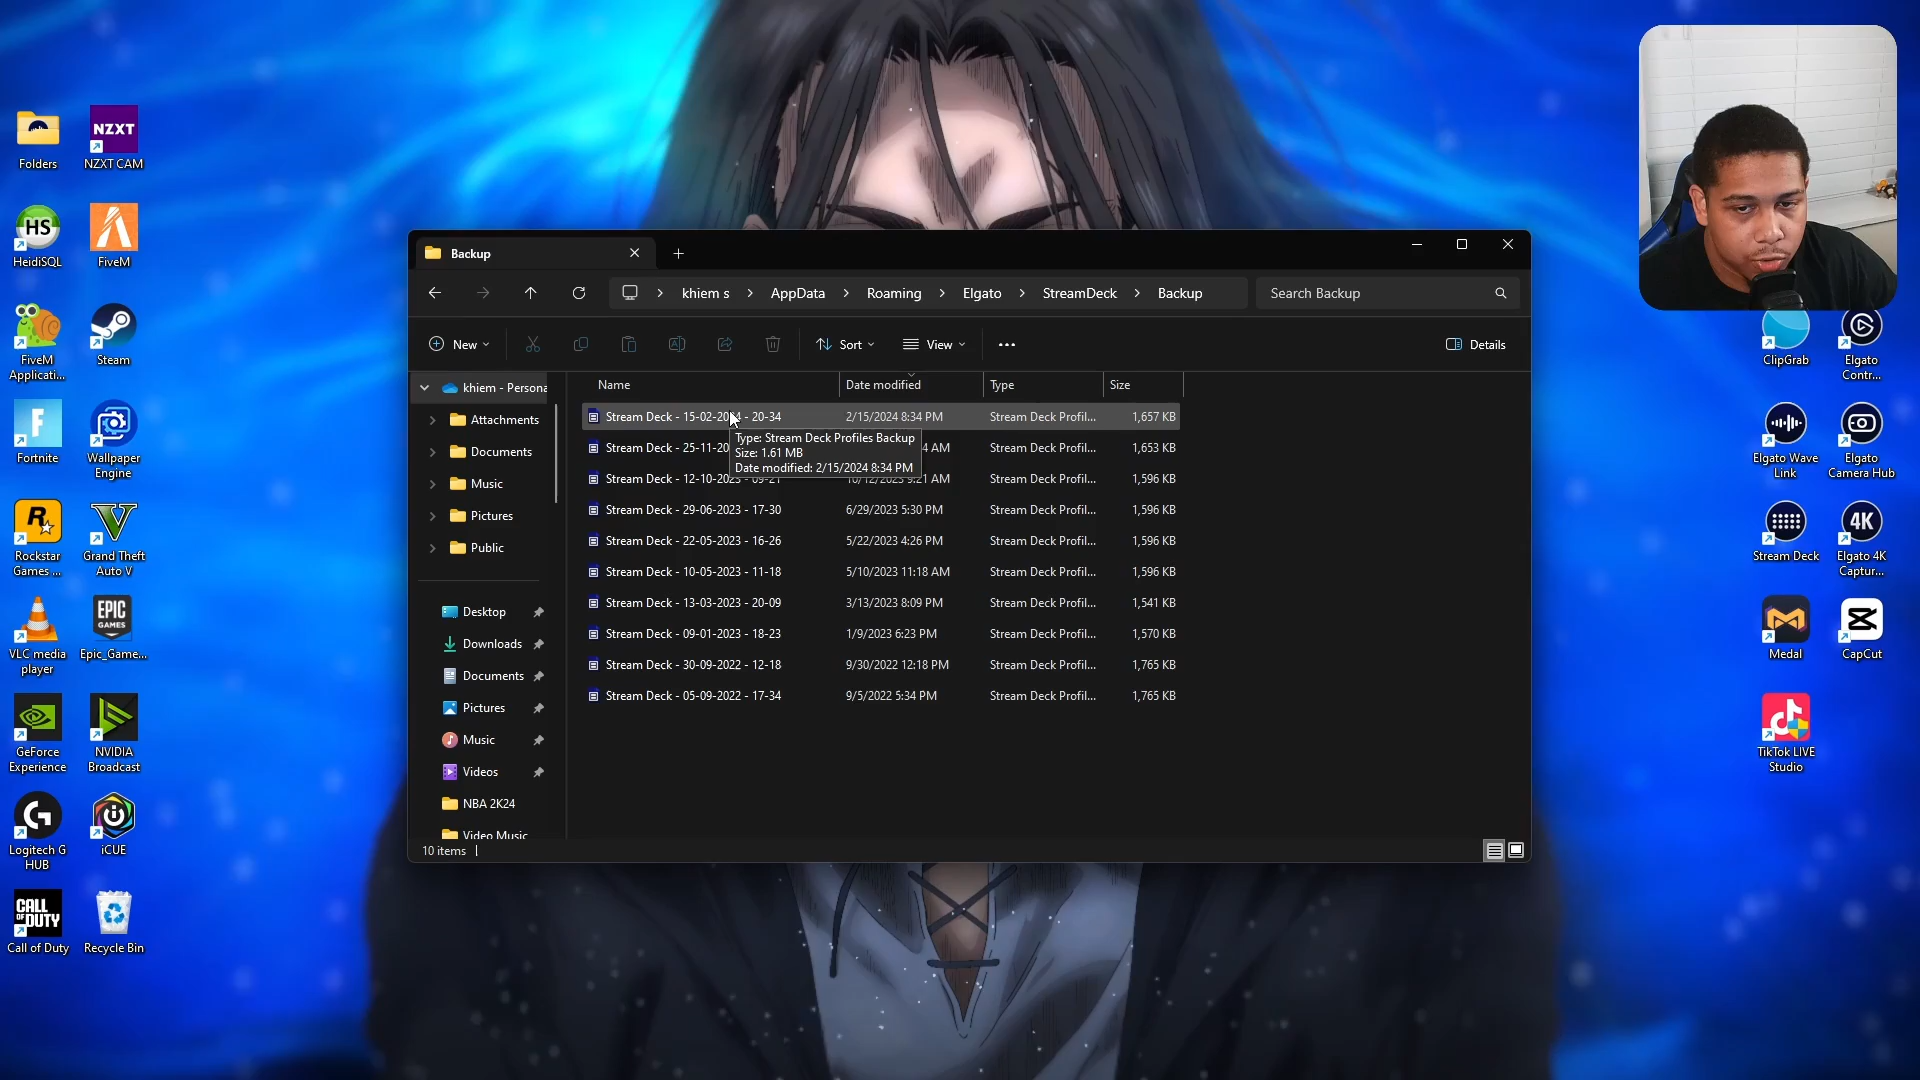 Folders
NZXT
NZXT CAM
HS
HeidiSQL
FiveM
FiveM
Applicati...
Steam
Fortnite
Wallpaper
Engine
Rockstar
Games ...
Grand Theft
Auto V
VLC media
player
EPIC
GAMES
Epic_Game...
GeForce
Experience
NVIDIA
Broadcast
Logitech G
HUB
iCUE
CALL OF DUTY
Call of Duty
Recycle Bin
Backup
khiem s
AppData
Roaming
Elgato
StreamDeck
Backup
Search Backup
New
Sort
View
Details
khiem - Persona
Attachments
Documents
Music
Pictures
Public
Desktop
Downloads
Documents
Pictures
Music
Videos
NBA 2K24
Video Music
Name Date modified Type Size
Stream Deck - 15-02-2024 - 20-34 2/15/2024 8:34 PM Stream Deck Profil... 1,657 KB
Stream Deck - 25-11-20 4 AM Stream Deck Profil... 1,653 KB
Stream Deck - 12-10-2023 - 09-21 10/12/2023 9:21 AM Stream Deck Profil... 1,596 KB
Stream Deck - 29-06-2023 - 17-30 6/29/2023 5:30 PM Stream Deck Profil... 1,596 KB
Stream Deck - 22-05-2023 - 16-26 5/22/2023 4:26 PM Stream Deck Profil... 1,596 KB
Stream Deck - 10-05-2023 - 11-18 5/10/2023 11:18 AM Stream Deck Profil... 1,596 KB
Stream Deck - 13-03-2023 - 20-09 3/13/2023 8:09 PM Stream Deck Profil... 1,541 KB
Stream Deck - 09-01-2023 - 18-23 1/9/2023 6:23 PM Stream Deck Profil... 1,570 KB
Stream Deck - 30-09-2022 - 12-18 9/30/2022 12:18 PM Stream Deck Profil... 1,765 KB
Stream Deck - 05-09-2022 - 17-34 9/5/2022 5:34 PM Stream Deck Profil... 1,765 KB
Type: Stream Deck Profiles Backup
Size: 1.61 MB
Date modified: 2/15/2024 8:34 PM
10 items
ClipGrab
Elgato
Contr...
Elgato Wave
Link
Elgato
Camera Hub
Stream Deck
4K
Elgato 4K
Captur...
Medal
CapCut
TikTok LIVE
Studio